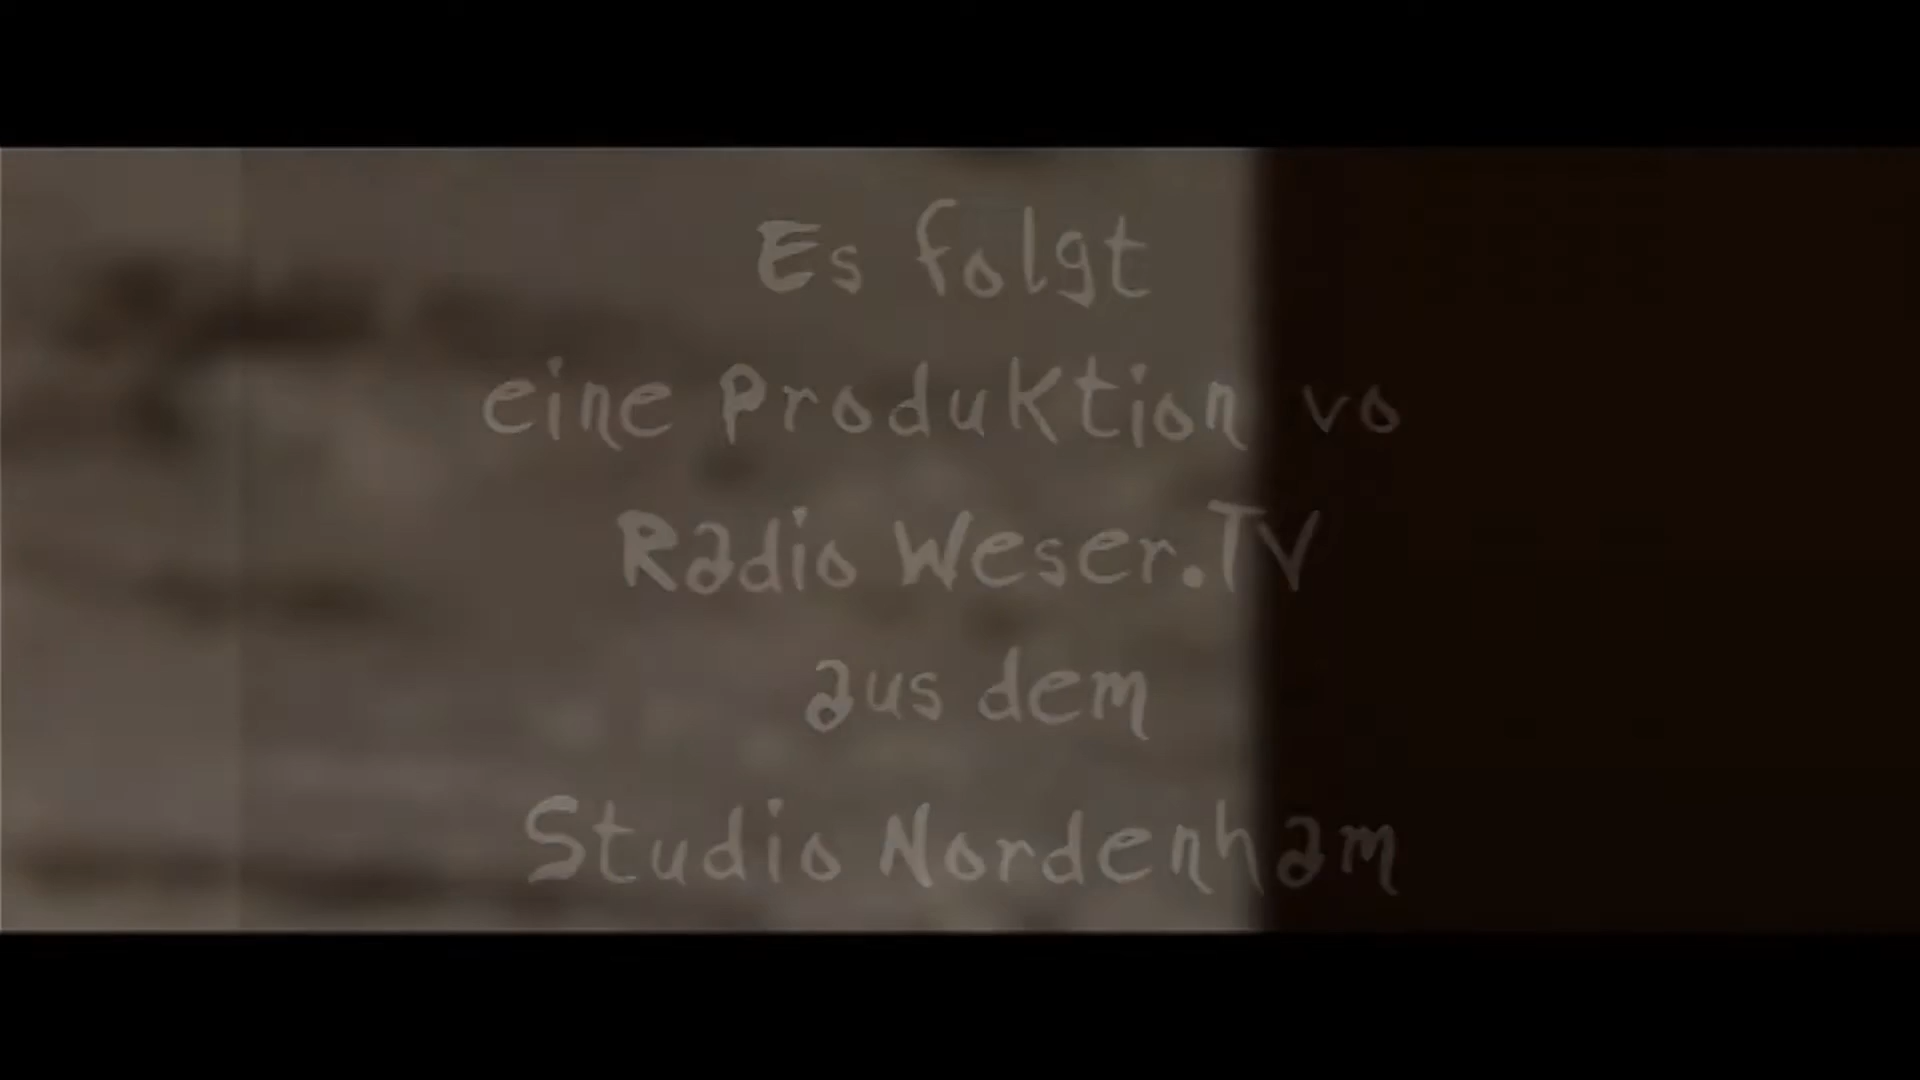 Es folgt
eine Produktion vo
Radio Weser.TV
aus dem
Studio Nordenham